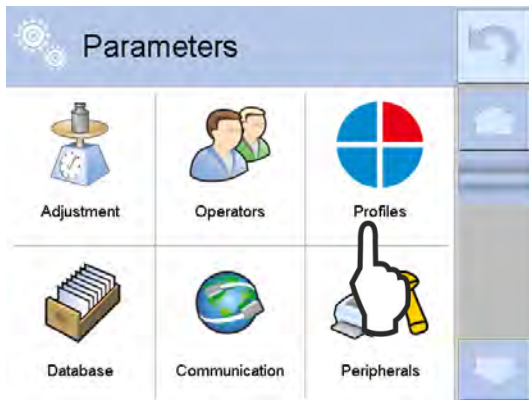 Parameters
Adjustment Operators Profiles
Database Communication Peripherals